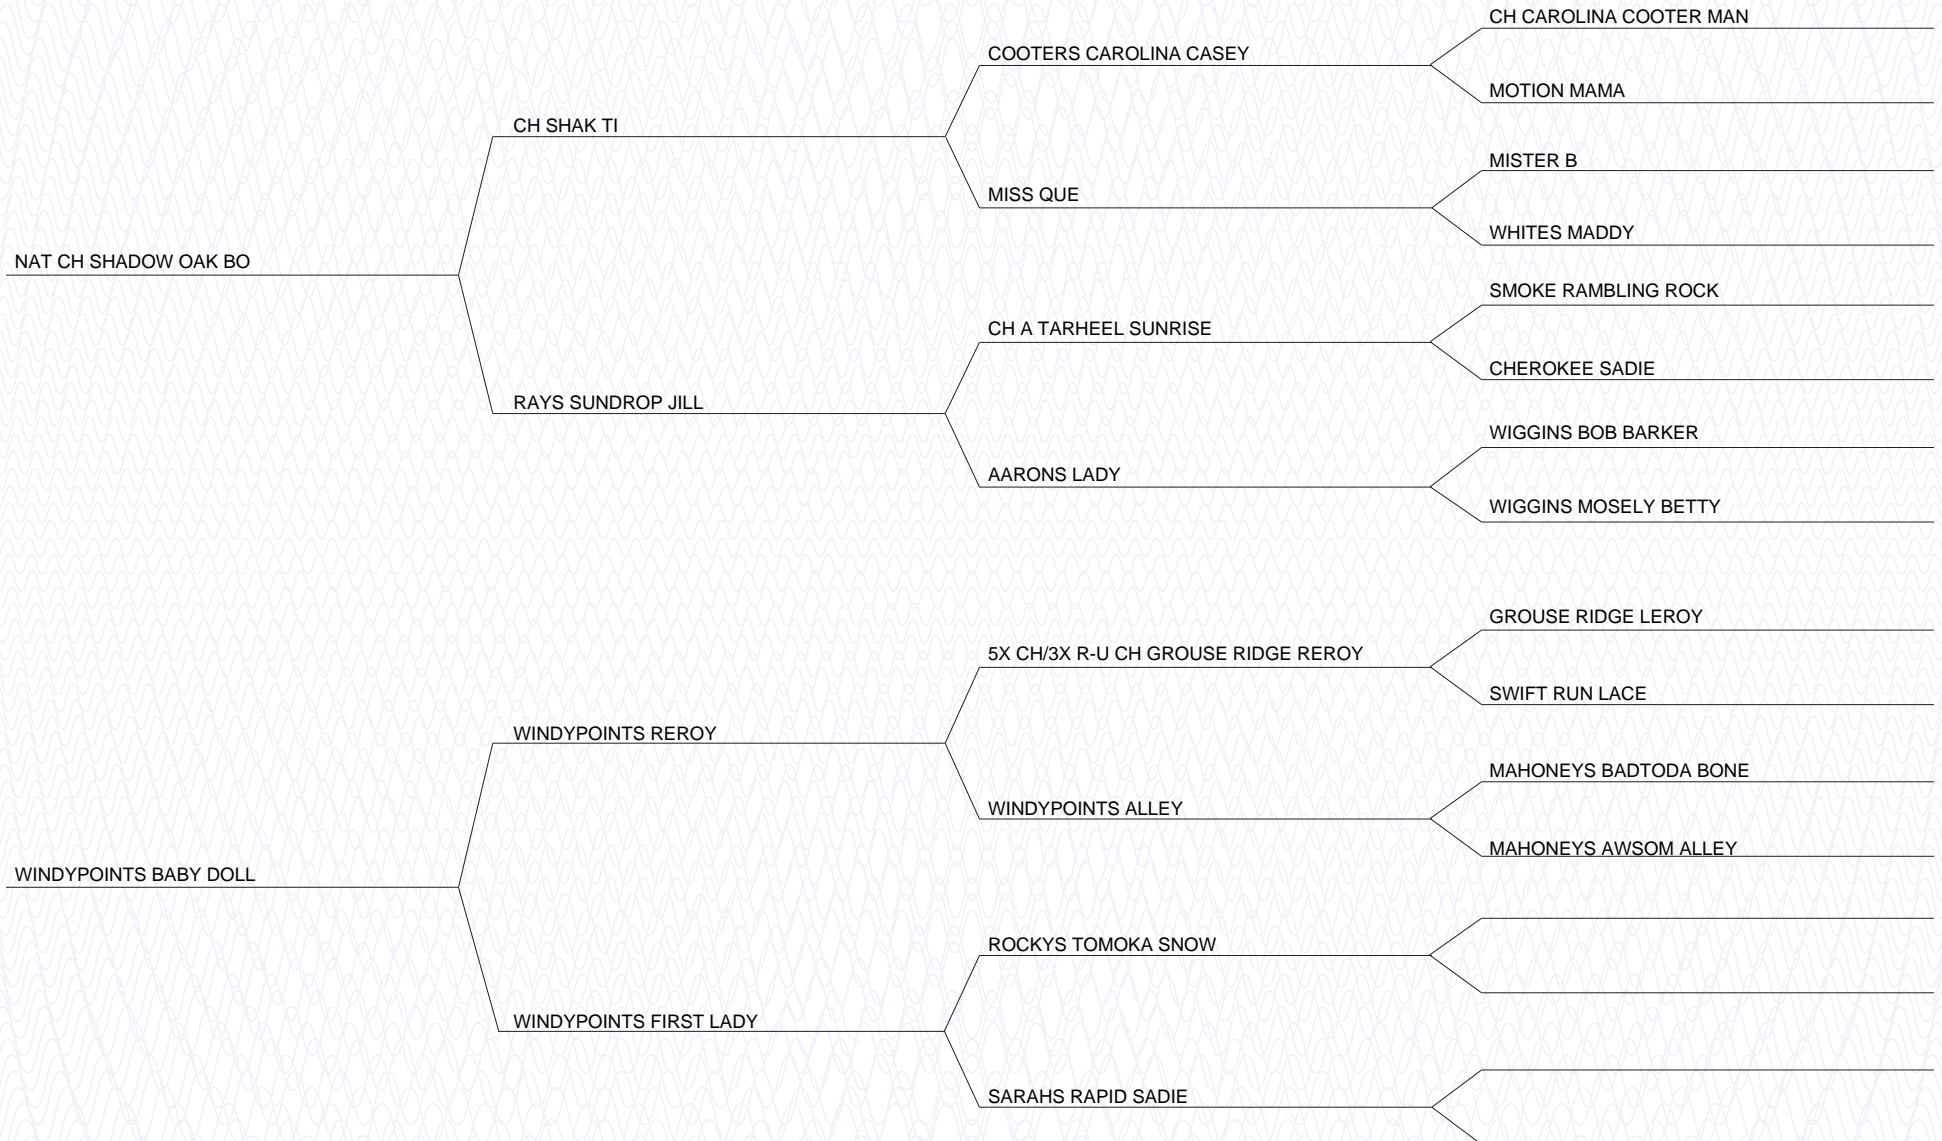 CH CAROLINA COOTER MAN
COOTERS CAROLINA CASEY
MOTION MAMA
CH SHAK TI
MISTER B
MISS QUE
WHITES MADDY
NAT CH SHADOW OAK BO
SMOKE RAMBLING ROCK
CH A TARHEEL SUNRISE
CHEROKEE SADIE
RAYS SUNDROP JILL
WIGGINS BOB BARKER
AARONS LADY
WIGGINS MOSELY BETTY
GROUSE RIDGE LEROY
5X CH/3X R-U CH GROUSE RIDGE REROY
SWIFT RUN LACE
WINDYPOINTS REROY
MAHONEYS BADTODA BONE
WINDYPOINTS ALLEY
MAHONEYS AWSOM ALLEY
WINDYPOINTS BABY DOLL
ROCKYS TOMOKA SNOW
WINDYPOINTS FIRST LADY
SARAHS RAPID SADIE